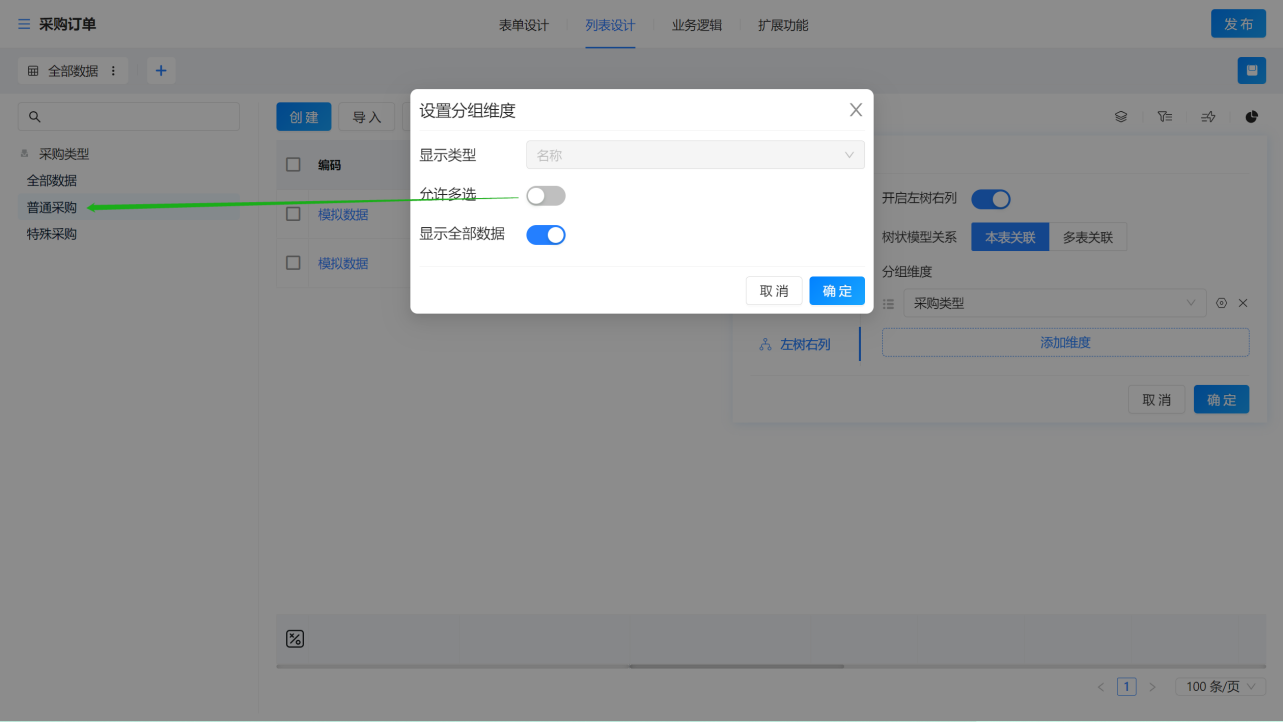 采购订单
表单设计
列表设计
业务逻辑
扩展功能
发布
全部数据
创建
导入
采购类型
全部数据
普通采购
特殊采购
编码
模拟数据
模拟数据
设置分组维度
显示类型
名称
允许多选
显示全部数据
取消
确定
开启左树右列
树状模型关系
本表关联
多表关联
分组维度
采购类型
左树右列
添加维度
取消
确定
1
100 条/页